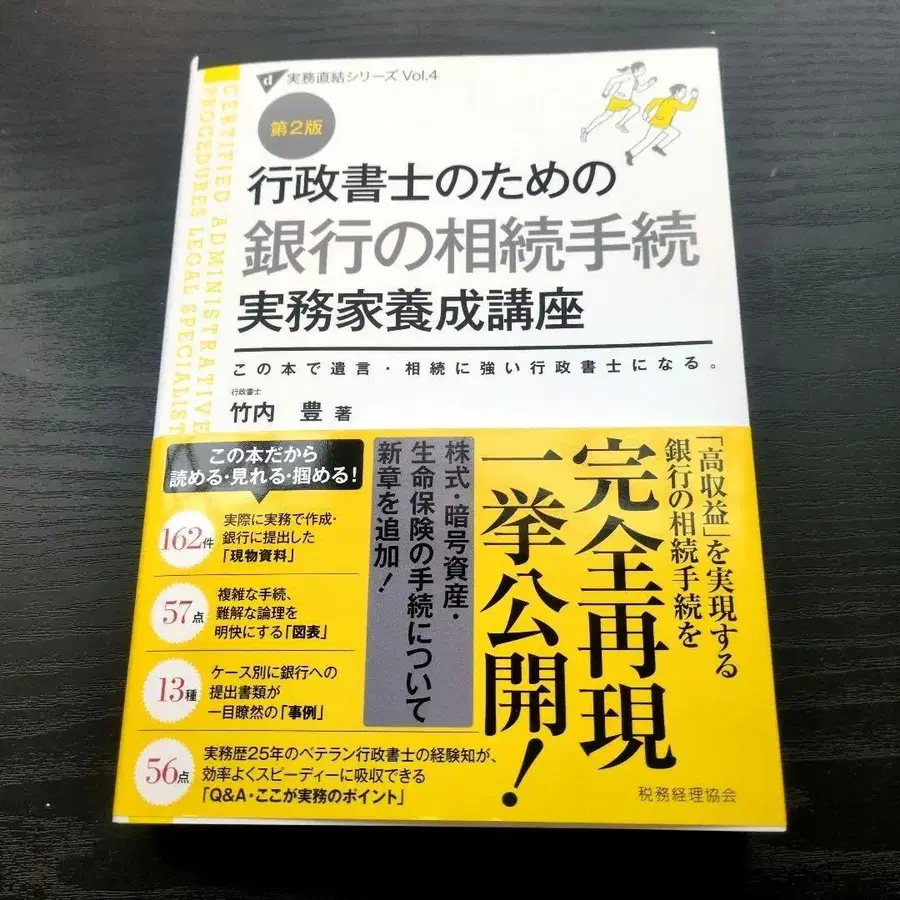 d 実務直結シリーズ Vol.4
第2版
行政書士のための
銀行の相続手続
実務家養成講座
この本で遺言・相続に強い行政書士になる。
行政書士
竹内 豊 著
CERTIFIED ADMINISTRATIVE
PROCEDURES LEGAL SPECIALIST
「高収益」を実現する
銀行の相続手続を
完全再現
一挙公開！
株式・暗号資産・
生命保険の手続について
新章を追加！
この本だから
読める・見れる・掴める！
162件
実際に実務で作成・
銀行に提出した
「現物資料」
57点
複雑な手続、
難解な論理を
明快にする「図表」
13種
ケース別に銀行への
提出書類が
一目瞭然の「事例」
56点
実務歴25年のベテラン行政書士の経験知が、
効率よくスピーディーに吸収できる
「Q&A・ここが実務のポイント」
税務経理協会